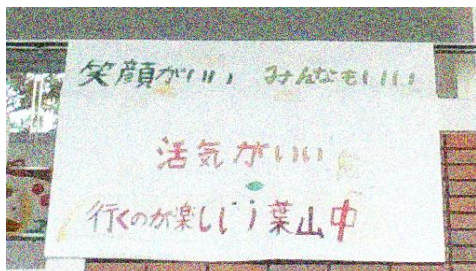 笑顔がいい みんなもいい
活気がいい
行くのが楽しい葉山中